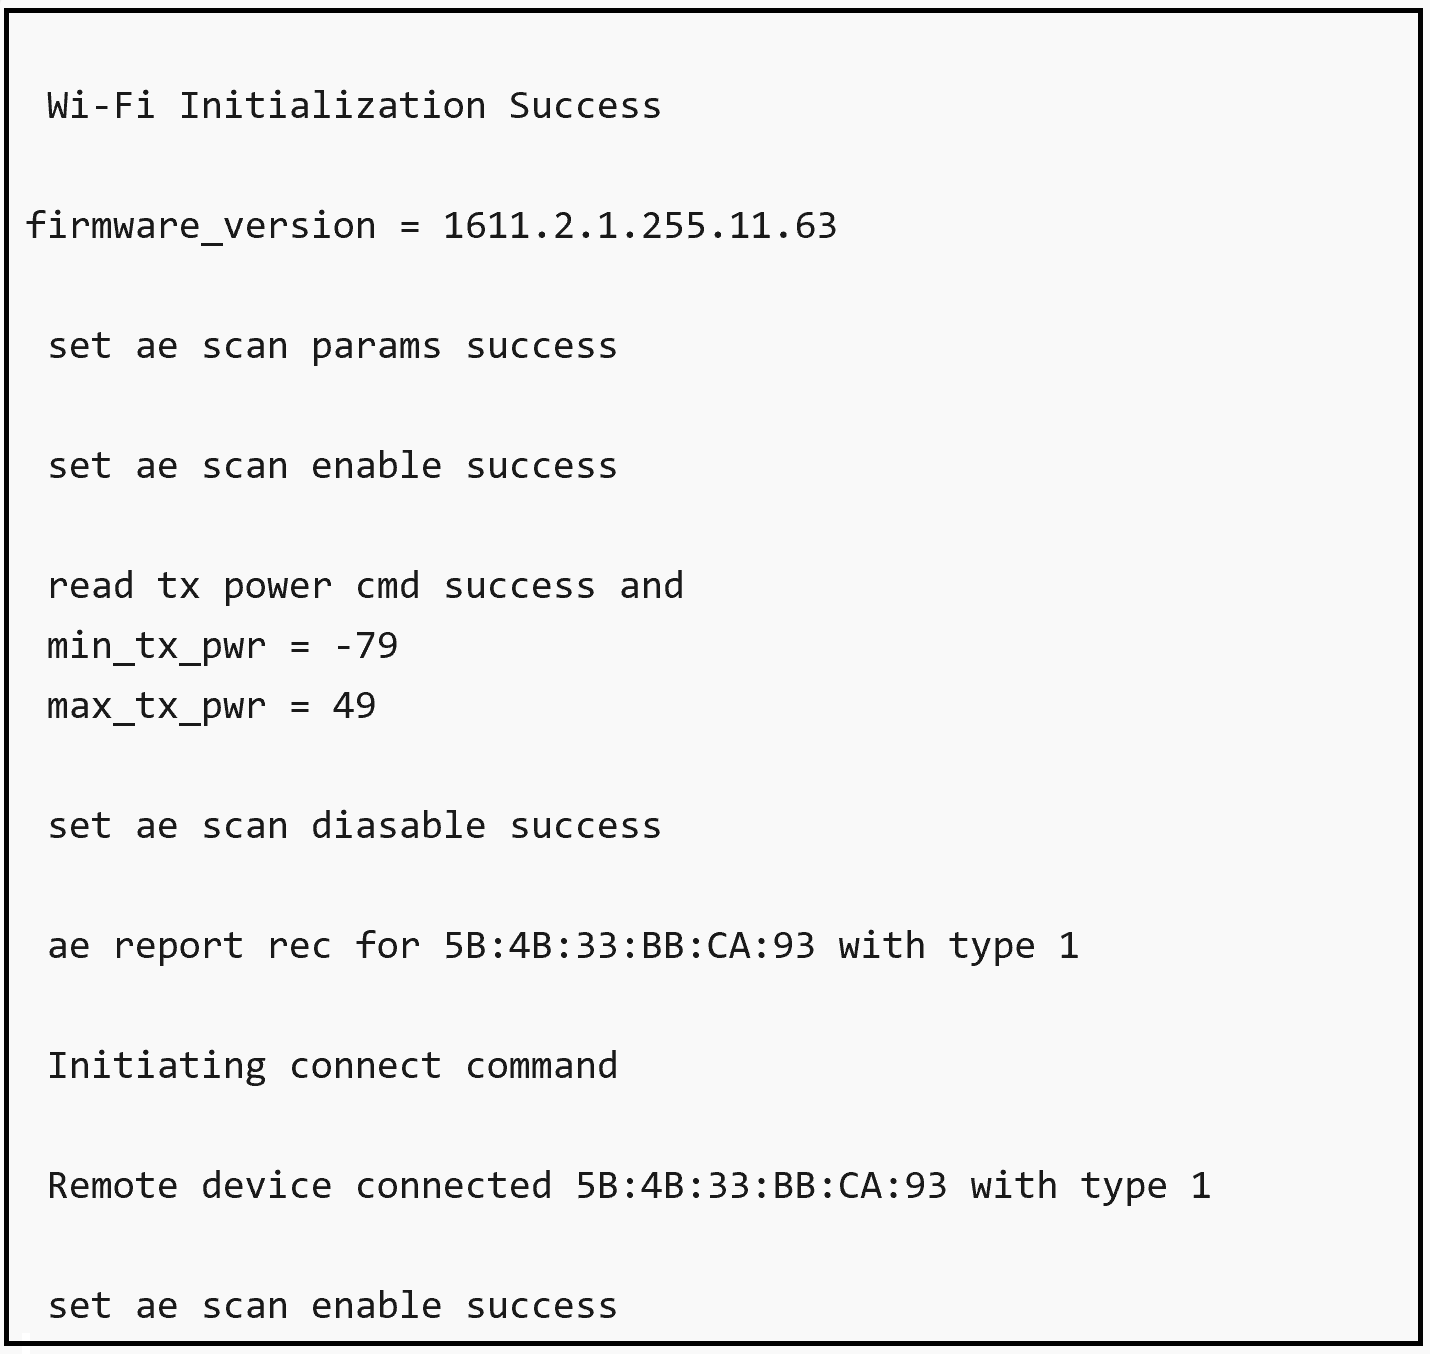 Wi-Fi Initialization Success
firmware_version = 1611.2.1.255.11.63
set ae scan params success
set ae scan enable success
read tx power cmd success and
min_tx_pwr = -79
max_tx_pwr = 49
set ae scan diasable success
ae report rec for 5B:4B:33:BB:CA:93 with type 1
Initiating connect command
Remote device connected 5B:4B:33:BB:CA:93 with type 1
set ae scan enable success